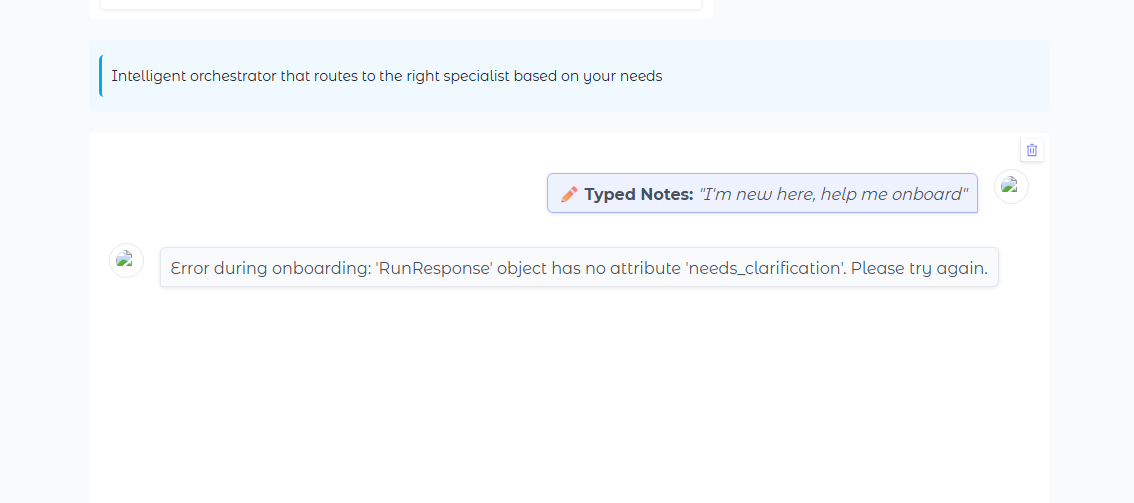 Intelligent orchestrator that routes to the right specialist based on your needs
Typed Notes: "I'm new here, help me onboard"
Error during onboarding: 'RunResponse' object has no attribute 'needs_clarification'. Please try again.